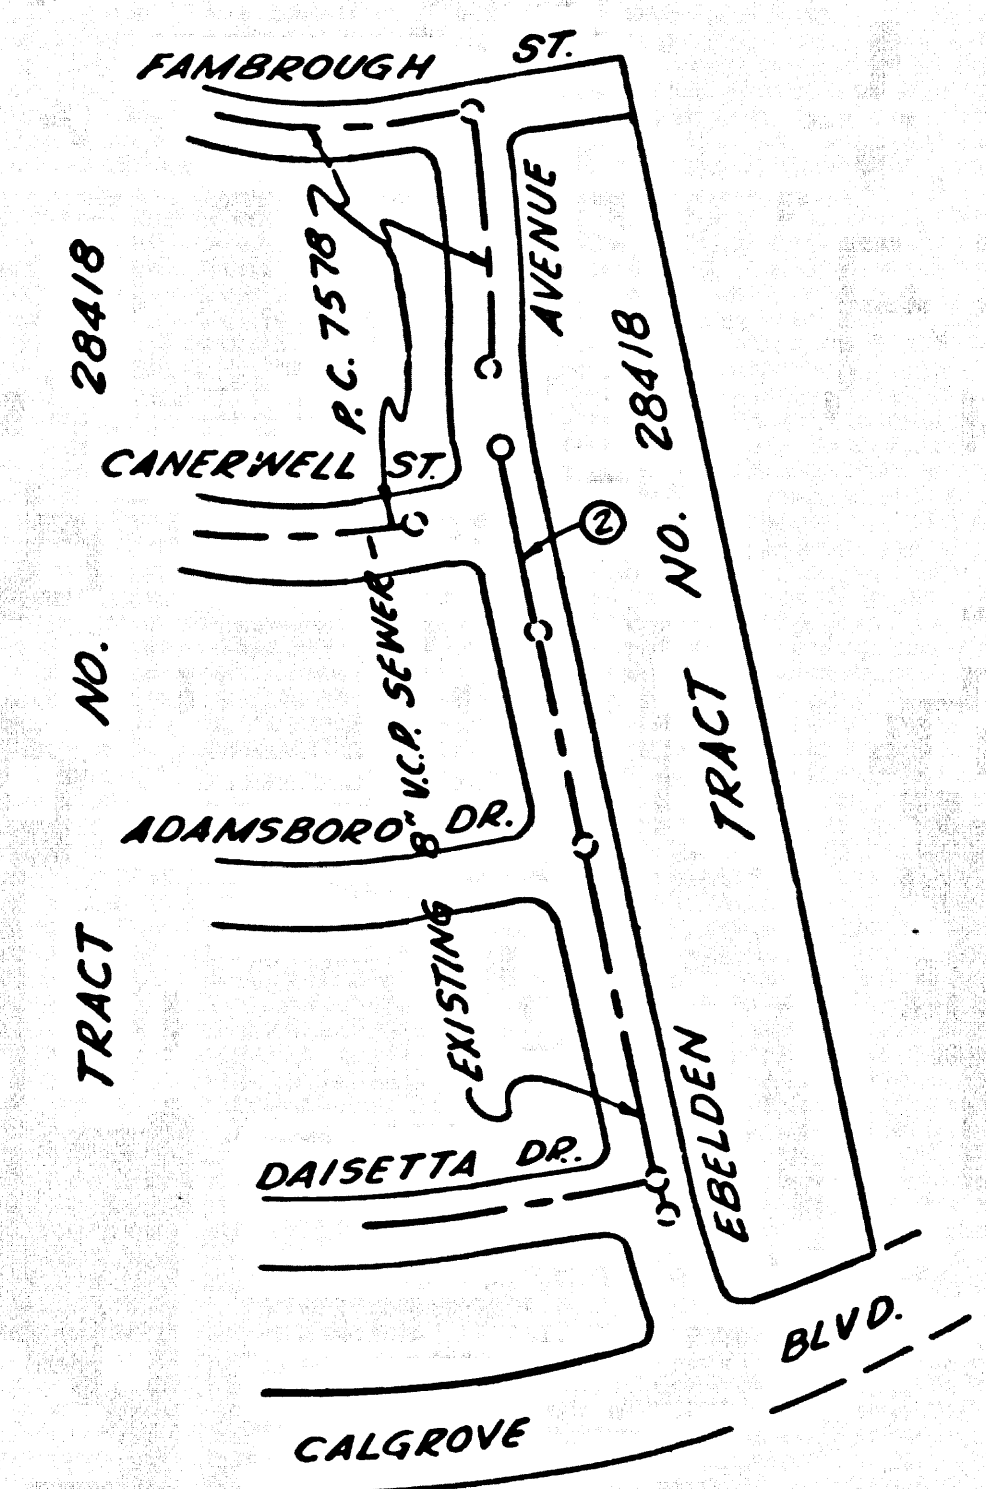 FAMBROUGH ST.
AVENUE
P.C. 7578
28418
28418
CANERWELL ST.
2
NO.
NO.
8" V.C.P. SEWER
TRACT
ADAMSBORO DR.
EXISTING
TRACT
EBELDEN
DAISETTA DR.
BLVD.
CALGROVE